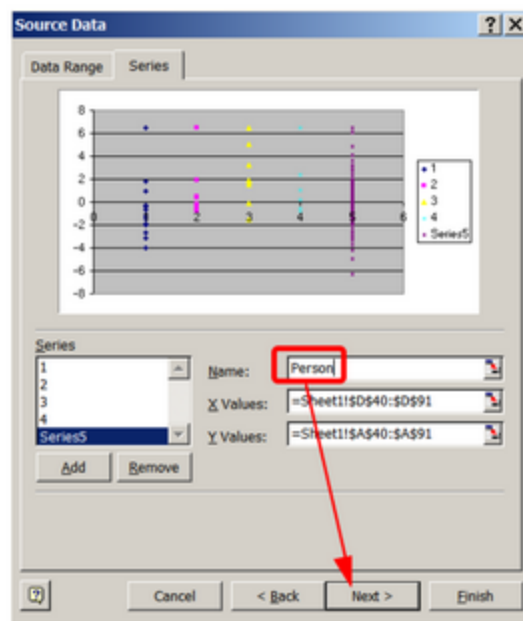 Source Data
Data Range Series
8
6
4
2
0
-2
-4
-6
-8
0 2 3 4 5 6
1
2
3
4
Series5
Series
1
2
3
4
Series5
Name: Person
X Values: =Sheet1!$D$40:$D$91
Y Values: =Sheet1!$A$40:$A$91
Add Remove
Cancel < Back Next > Finish